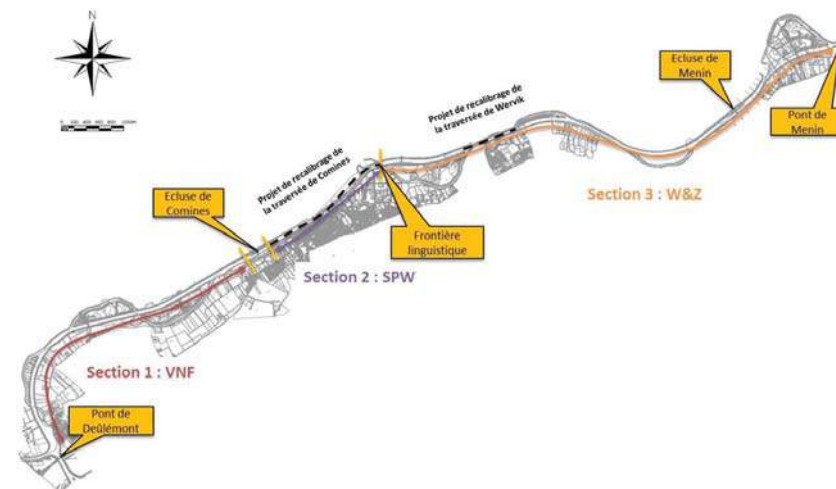 N
Projet de recalibrage de
la traversée de Wervik
Ecluse de
Menin
Pont de
Menin
Projet de recalibrage de
la traversée de Comines
Ecluse de
Comines
Section 3 : W&Z
Frontière
linguistique
Section 2 : SPW
Section 1 : VNF
Pont de
Deûlémont